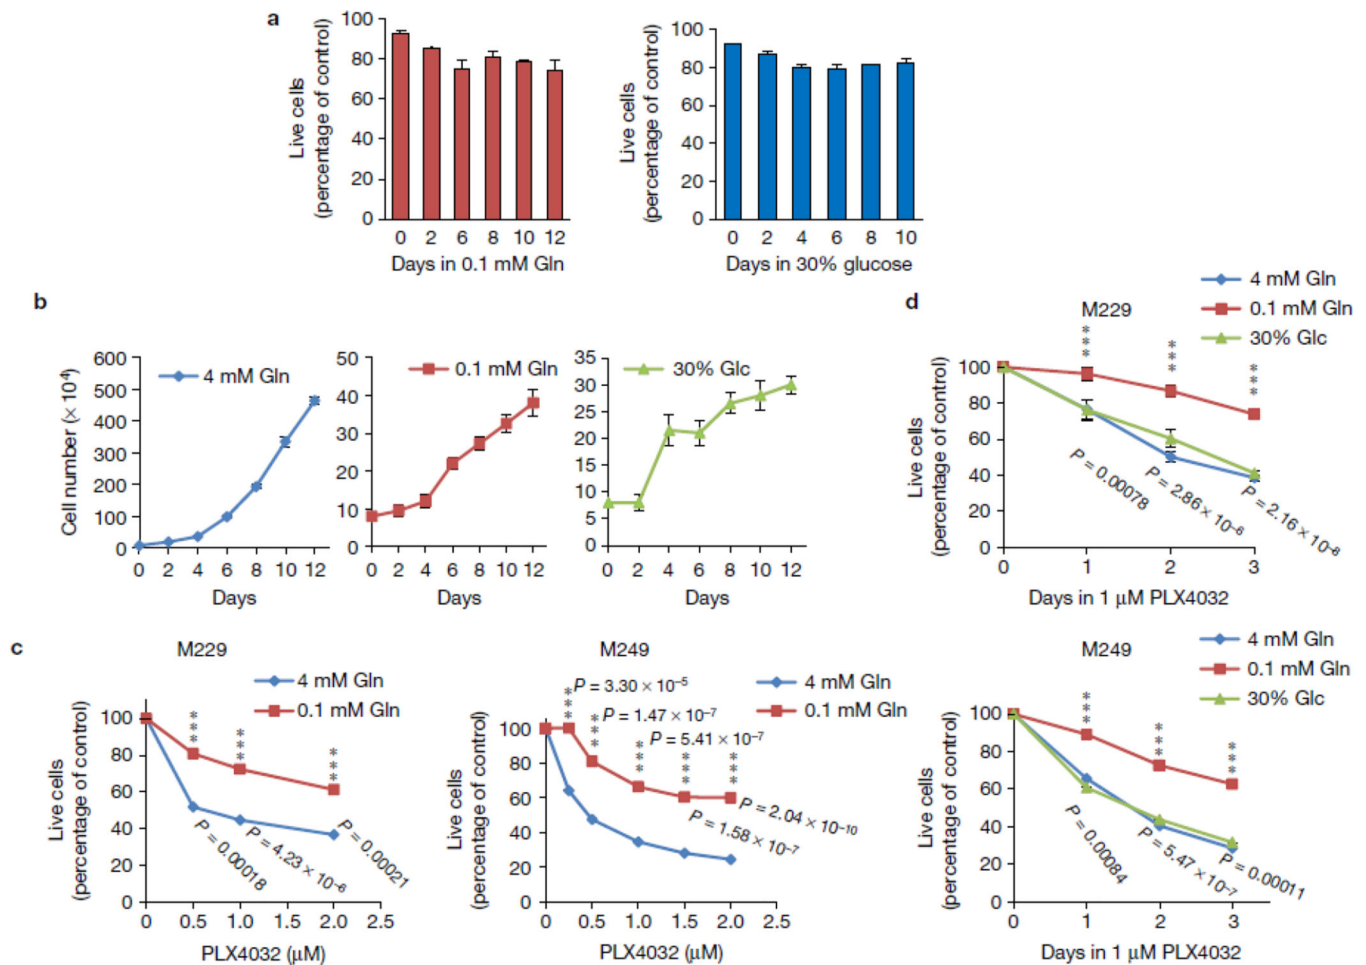 a
100
80
60
40
20
0
Live cells
(percentage of control)
0 2 6 8 10 12
Days in 0.1 mM Gln
100
80
60
40
20
0
Live cells
(percentage of control)
0 2 4 6 8 10
Days in 30% glucose
b
600
500
400
300
200
100
0
Cell number (× 10⁴)
4 mM Gln
0 2 4 6 8 10 12
Days
50
40
30
20
10
0
0.1 mM Gln
0 2 4 6 8 10 12
Days
35
30
25
20
15
10
5
0
30% Glc
0 2 4 6 8 10 12
Days
d
4 mM Gln
0.1 mM Gln
30% Glc
M229
100
80
60
40
20
0
Live cells
(percentage of control)
***
***
***
P = 0.00078
P = 2.86 × 10⁻⁶
P = 2.16 × 10⁻⁸
0 1 2 3
Days in 1 μM PLX4032
c
M229
4 mM Gln
0.1 mM Gln
100
80
60
40
20
0
Live cells
(percentage of control)
***
***
***
P = 0.00018
P = 4.23 × 10⁻⁶
P = 0.00021
0 0.5 1.0 1.5 2.0 2.5
PLX4032 (μM)
M249
4 mM Gln
0.1 mM Gln
100
80
60
40
20
0
Live cells
(percentage of control)
***
***
***
***
***
P = 3.30 × 10⁻⁵
P = 1.47 × 10⁻⁷
P = 5.41 × 10⁻⁷
P = 1.58 × 10⁻⁷
P = 2.04 × 10⁻¹⁰
0 0.5 1.0 1.5 2.0 2.5
PLX4032 (μM)
M249
4 mM Gln
0.1 mM Gln
30% Glc
100
80
60
40
20
0
Live cells
(percentage of control)
***
***
***
P = 0.00084
P = 5.47 × 10⁻⁷
P = 0.00011
0 1 2 3
Days in 1 μM PLX4032